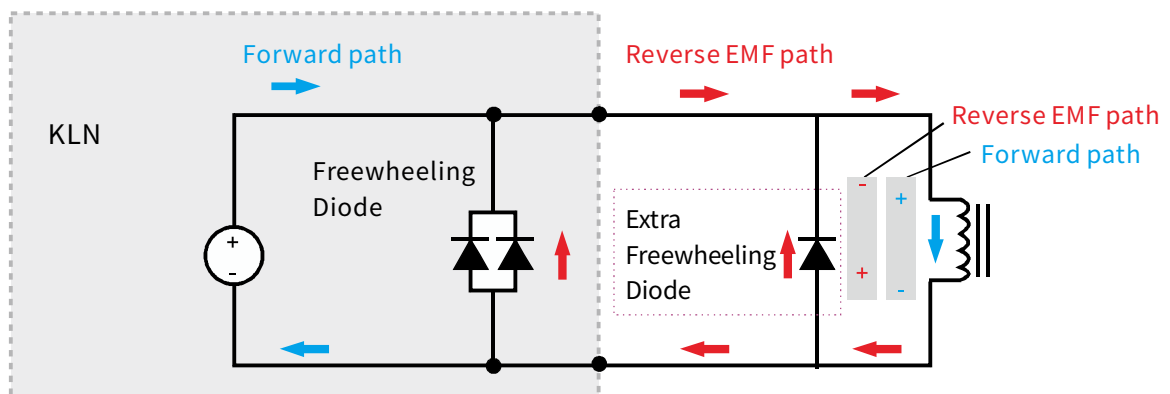 Forward path
Reverse EMF path
KLN
Reverse EMF path
Forward path
Freewheeling
Diode
Extra
Freewheeling
Diode
+
-
-
+
+
-